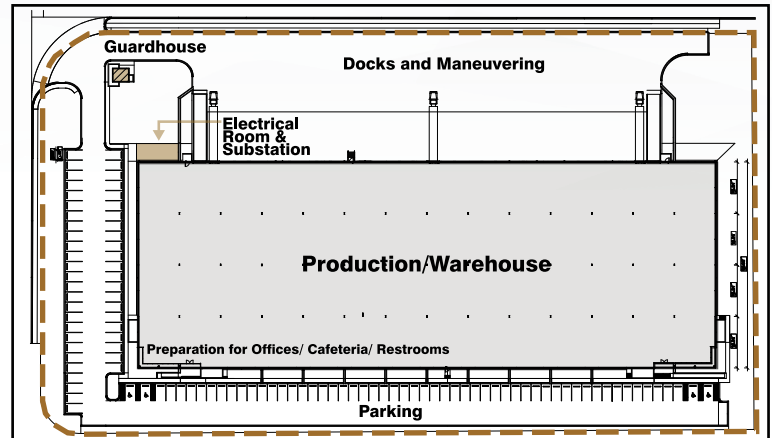 Guardhouse
Docks and Maneuvering
Electrical
Room &
Substation
Production/Warehouse
Preparation for Offices/ Cafeteria/ Restrooms
Parking